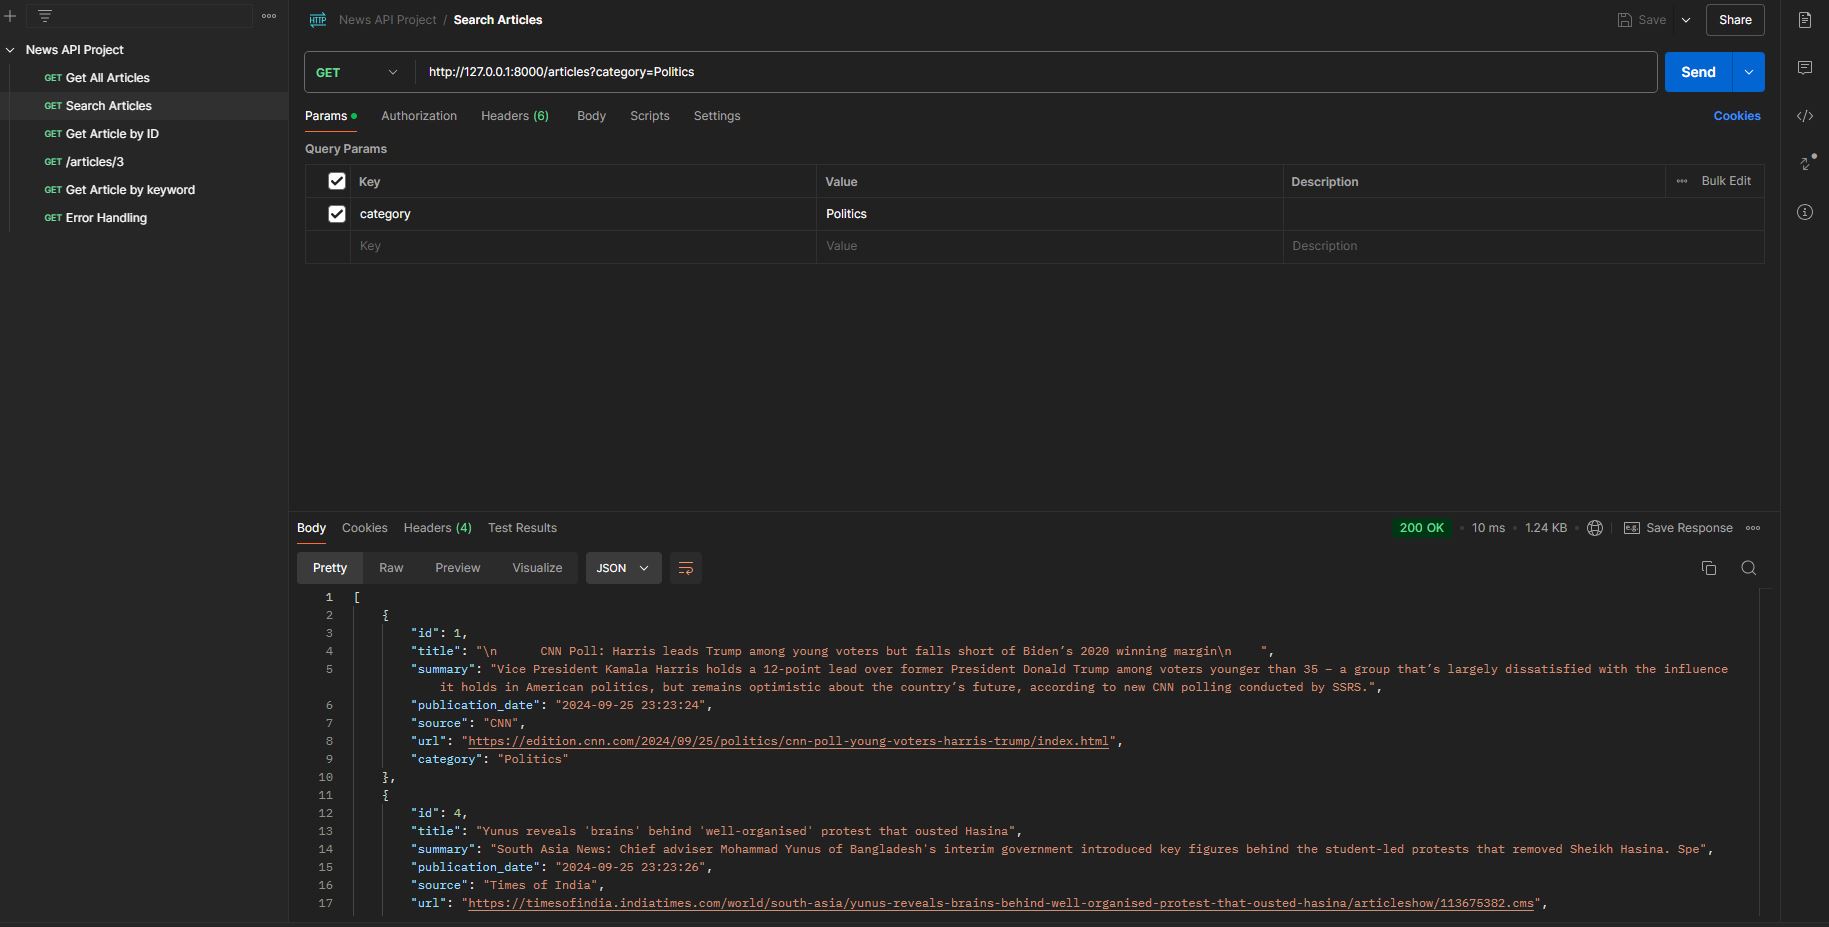 News API Project / Search Articles
Save
Share
News API Project
GET Get All Articles
GET Search Articles
GET Get Article by ID
GET /articles/3
GET Get Article by keyword
GET Error Handling
GET http://127.0.0.1:8000/articles?category=Politics
Send
Params Authorization Headers (6) Body Scripts Settings
Cookies
Query Params
Key Value Description Bulk Edit
category Politics
Key Value Description
Body Cookies Headers (4) Test Results
200 OK 10 ms 1.24 KB e.g. Save Response
Pretty Raw Preview Visualize JSON
1 [
2 {
3 "id": 1,
4 "title": "\n      CNN Poll: Harris leads Trump among young voters but falls short of Biden’s 2020 winning margin\n    ",
5 "summary": "Vice President Kamala Harris holds a 12-point lead over former President Donald Trump among voters younger than 35 – a group that’s largely dissatisfied with the influence
it holds in American politics, but remains optimistic about the country’s future, according to new CNN polling conducted by SSRS.",
6 "publication_date": "2024-09-25 23:23:24",
7 "source": "CNN",
8 "url": "https://edition.cnn.com/2024/09/25/politics/cnn-poll-young-voters-harris-trump/index.html",
9 "category": "Politics"
10 },
11 {
12 "id": 4,
13 "title": "Yunus reveals 'brains' behind 'well-organised' protest that ousted Hasina",
14 "summary": "South Asia News: Chief adviser Mohammad Yunus of Bangladesh's interim government introduced key figures behind the student-led protests that removed Sheikh Hasina. Spe",
15 "publication_date": "2024-09-25 23:23:26",
16 "source": "Times of India",
17 "url": "https://timesofindia.indiatimes.com/world/south-asia/yunus-reveals-brains-behind-well-organised-protest-that-ousted-hasina/articleshow/113675382.cms",